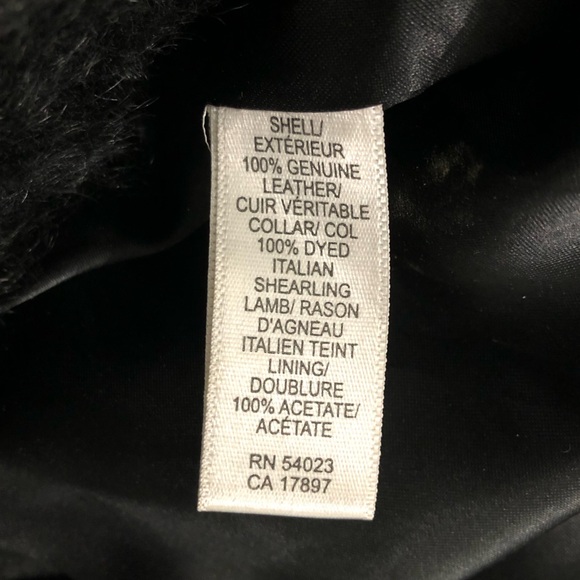 SHELL/
EXTÉRIEUR
100% GENUINE
LEATHER/
CUIR VÉRITABLE
COLLAR/ COL
100% DYED
ITALIAN
SHEARLING
LAMB/ RASON
D'AGNEAU
ITALIEN TEINT
LINING/
DOUBLURE
100% ACETATE/
ACÉTATE
RN 54023
CA 17897